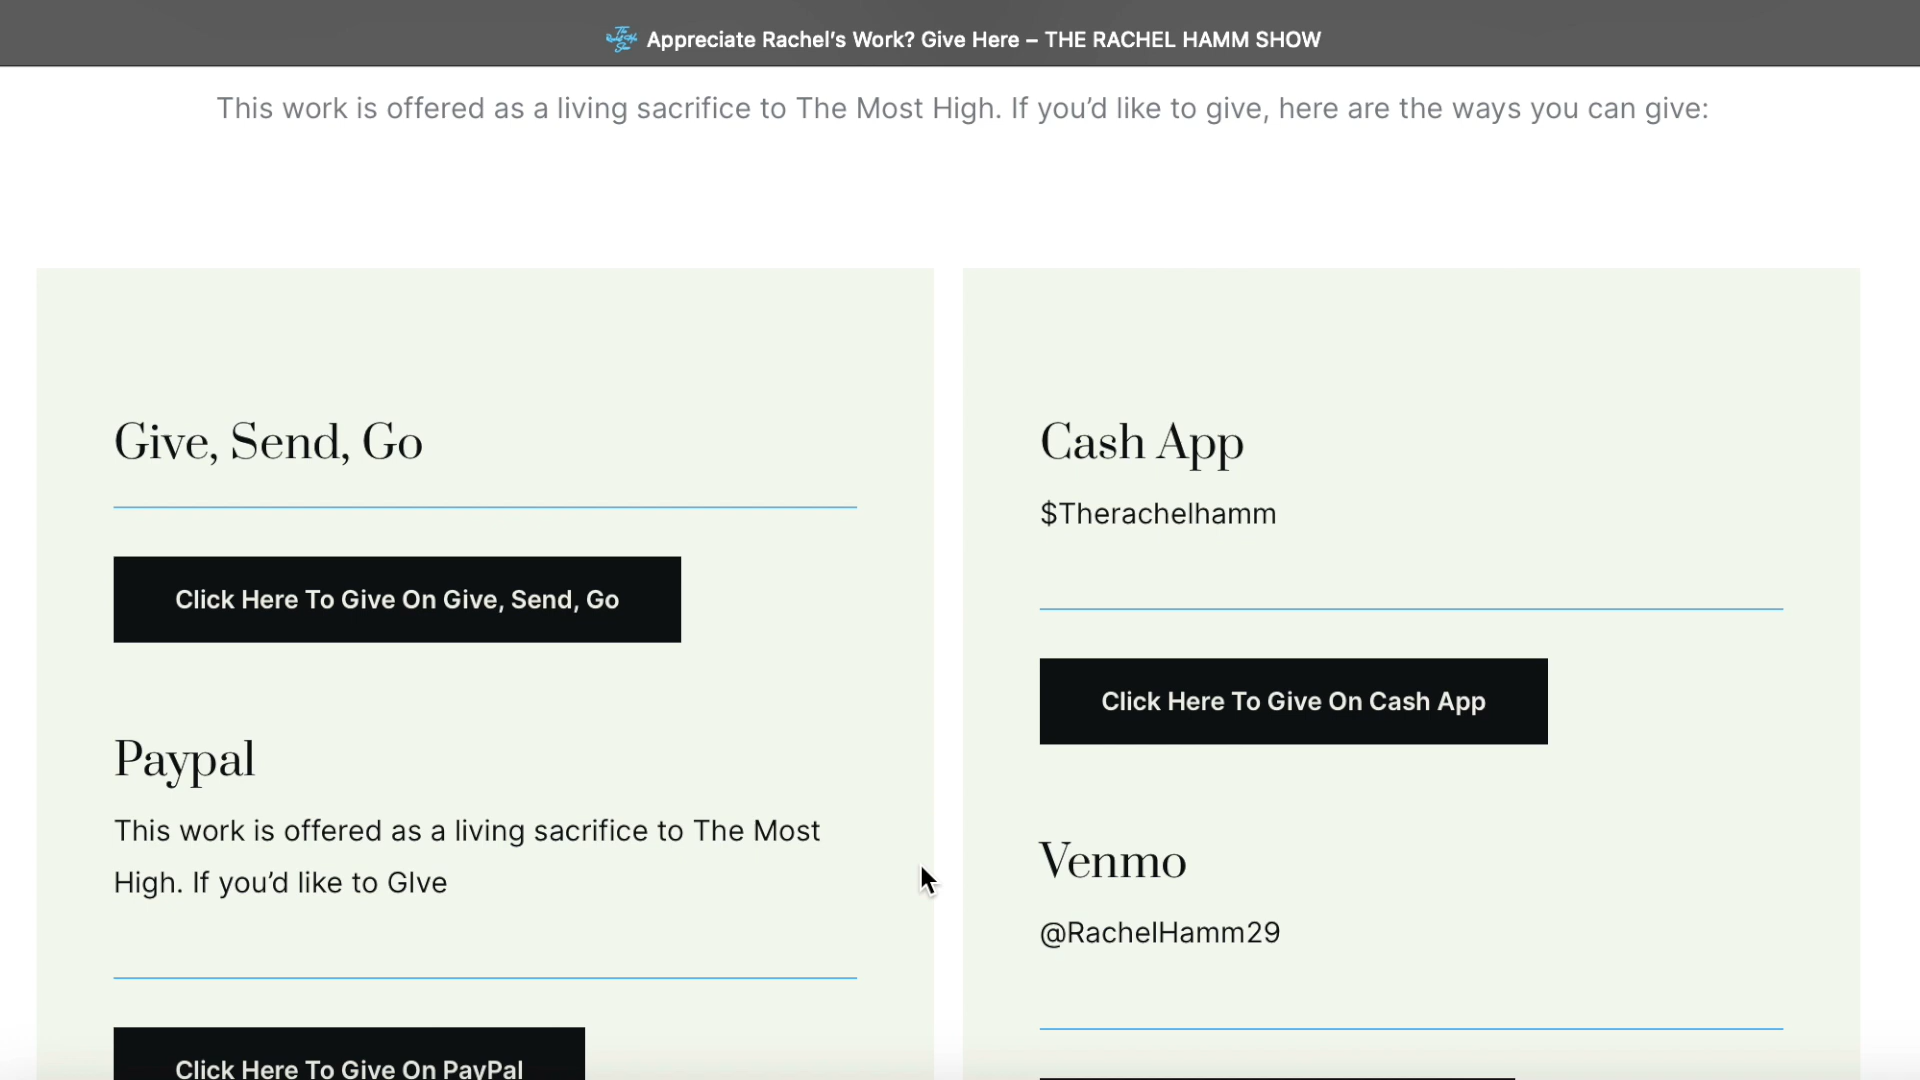 Appreciate Rachel’s Work? Give Here – THE RACHEL HAMM SHOW
This work is offered as a living sacrifice to The Most High. If you’d like to give, here are the ways you can give:
Give, Send, Go
Click Here To Give On Give, Send, Go
Paypal
This work is offered as a living sacrifice to The Most
High. If you’d like to GIve
Click Here To Give On PayPal
Cash App
$Therachelhamm
Click Here To Give On Cash App
Venmo
@RachelHamm29